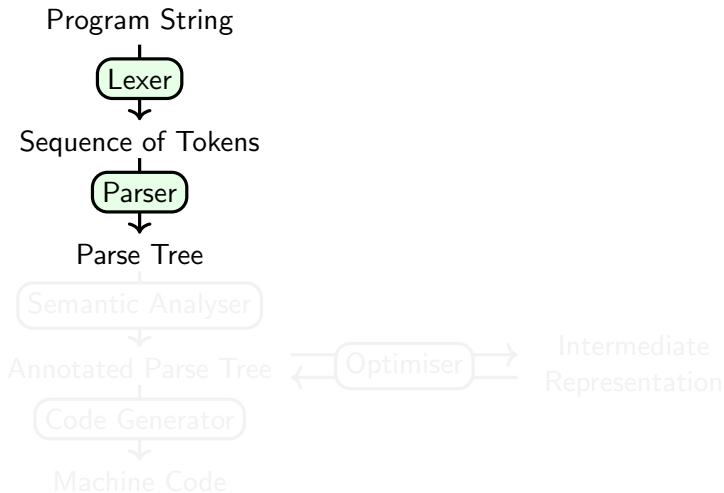 Program String
Lexer
Sequence of Tokens
Parser
Parse Tree
Semantic Analyser
Annotated Parse Tree
Optimiser
Intermediate
Representation
Code Generator
Machine Code